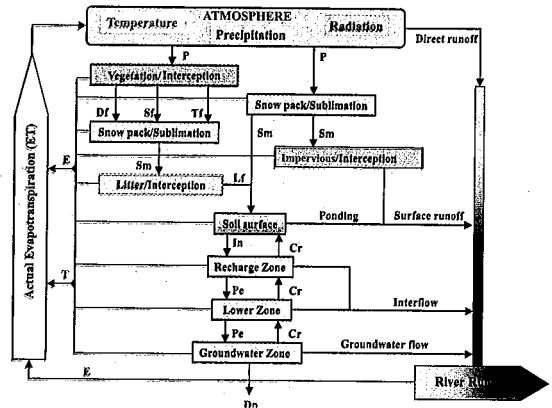 ATMOSPHERE
Temperature
Precipitation
Radiation
Direct runoff
P
P
Vegetation/Interception
Df
Sf
Tf
Snow pack/Sublimation
Snow pack/Sublimation
Sm
Sm
Impervious/Interception
E
Sm
Litter/Interception
Lf
Actual Evapotranspiration (ET)
Soil surface
Ponding
Surface runoff
In
Cr
T
Recharge Zone
Pe
Cr
Lower Zone
Interflow
Pe
Cr
Groundwater Zone
Groundwater flow
E
River
Dp